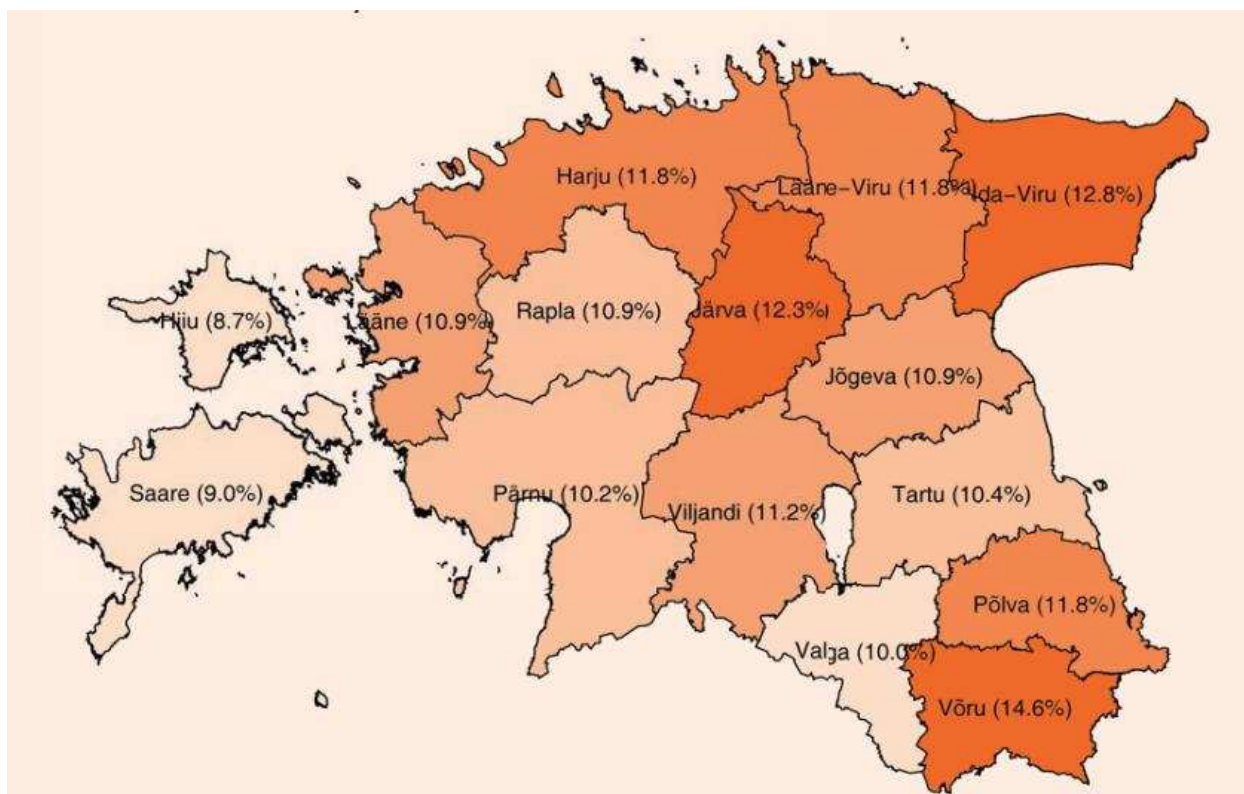 Harju (11.8%)
Lääne-Viru (11.8%)
Ida-Viru (12.8%)
Hiiu (8.7%)
Lääne (10.9%)
Rapla (10.9%)
Järva (12.3%)
Jõgeva (10.9%)
Saare (9.0%)
Pärnu (10.2%)
Viljandi (11.2%)
Tartu (10.4%)
Põlva (11.8%)
Valga (10.0%)
Võru (14.6%)